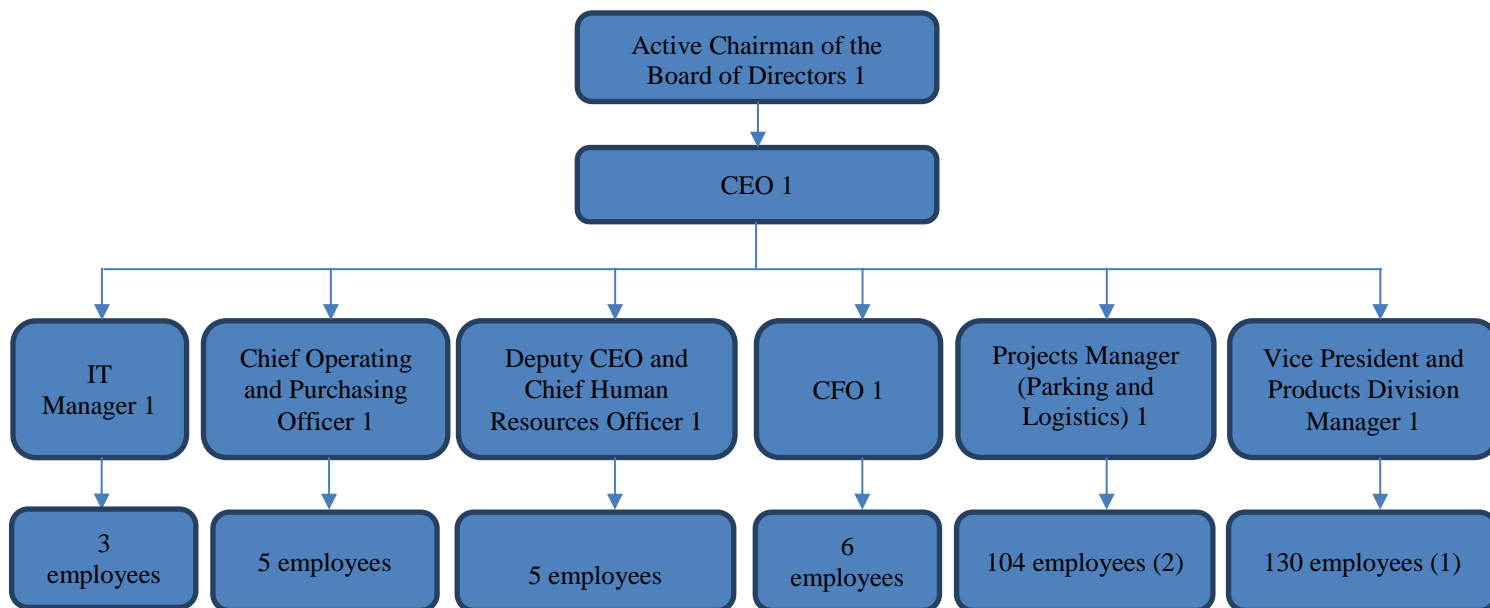 Active Chairman of the
Board of Directors 1
CEO 1
IT
Manager 1
Chief Operating
and Purchasing
Officer 1
Deputy CEO and
Chief Human
Resources Officer 1
CFO 1
Projects Manager
(Parking and
Logistics) 1
Vice President and
Products Division
Manager 1
3
employees
5 employees
5 employees
6
employees
104 employees (2)
130 employees (1)